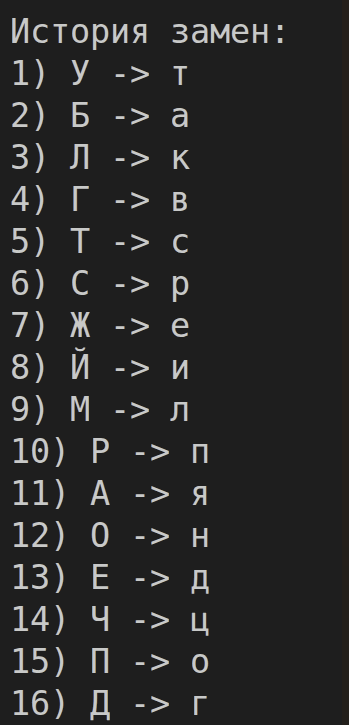 История замен:
1) У -> т
2) Б -> а
3) Л -> к
4) Г -> в
5) Т -> с
6) С -> р
7) Ж -> е
8) Й -> и
9) М -> л
10) Р -> п
11) А -> я
12) О -> н
13) Е -> д
14) Ч -> ц
15) П -> о
16) Д -> г